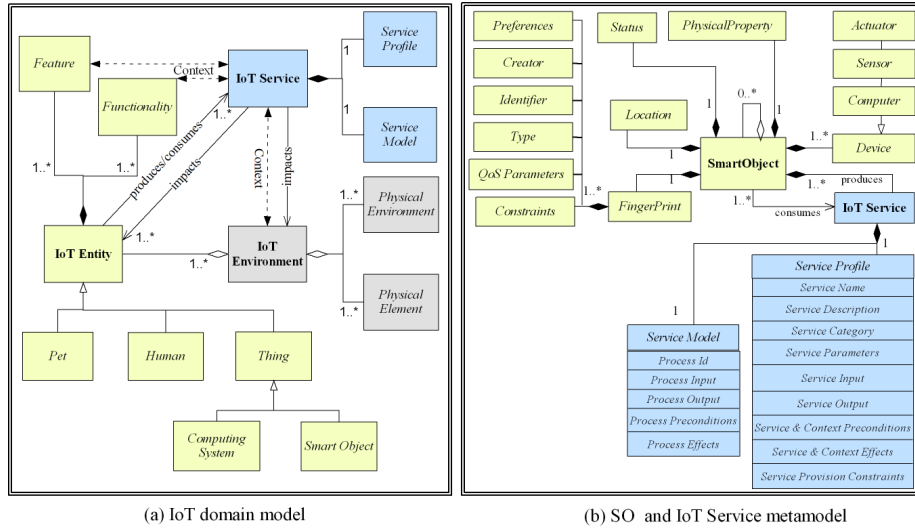 Feature
Context
Functionality
IoT Service
1
Service
Profile
1
Service
Model
1..*
produces/consumes
impacts
Context
impacts
1..*
1..*
1..*
1..*
IoT Entity
1..*
IoT
Environment
1..*
Physical
Environment
1..*
Physical
Element
Pet
Human
Thing
Computing
System
Smart Object
(a) IoT domain model
Preferences
Creator
Identifier
Type
QoS Parameters
Constraints
1..*
FingerPrint
Status
Location
PhysicalProperty
1
1
1
1
0..*
SmartObject
1..*
Actuator
Sensor
Computer
Device
1..*
produces
1..*
consumes
IoT Service
1
1
Service Model
Process Id
Process Input
Process Output
Process Preconditions
Process Effects
Service Profile
Service Name
Service Description
Service Category
Service Parameters
Service Input
Service Output
Service & Context Preconditions
Service & Context Effects
Service Provision Constraints
(b) SO and IoT Service metamodel